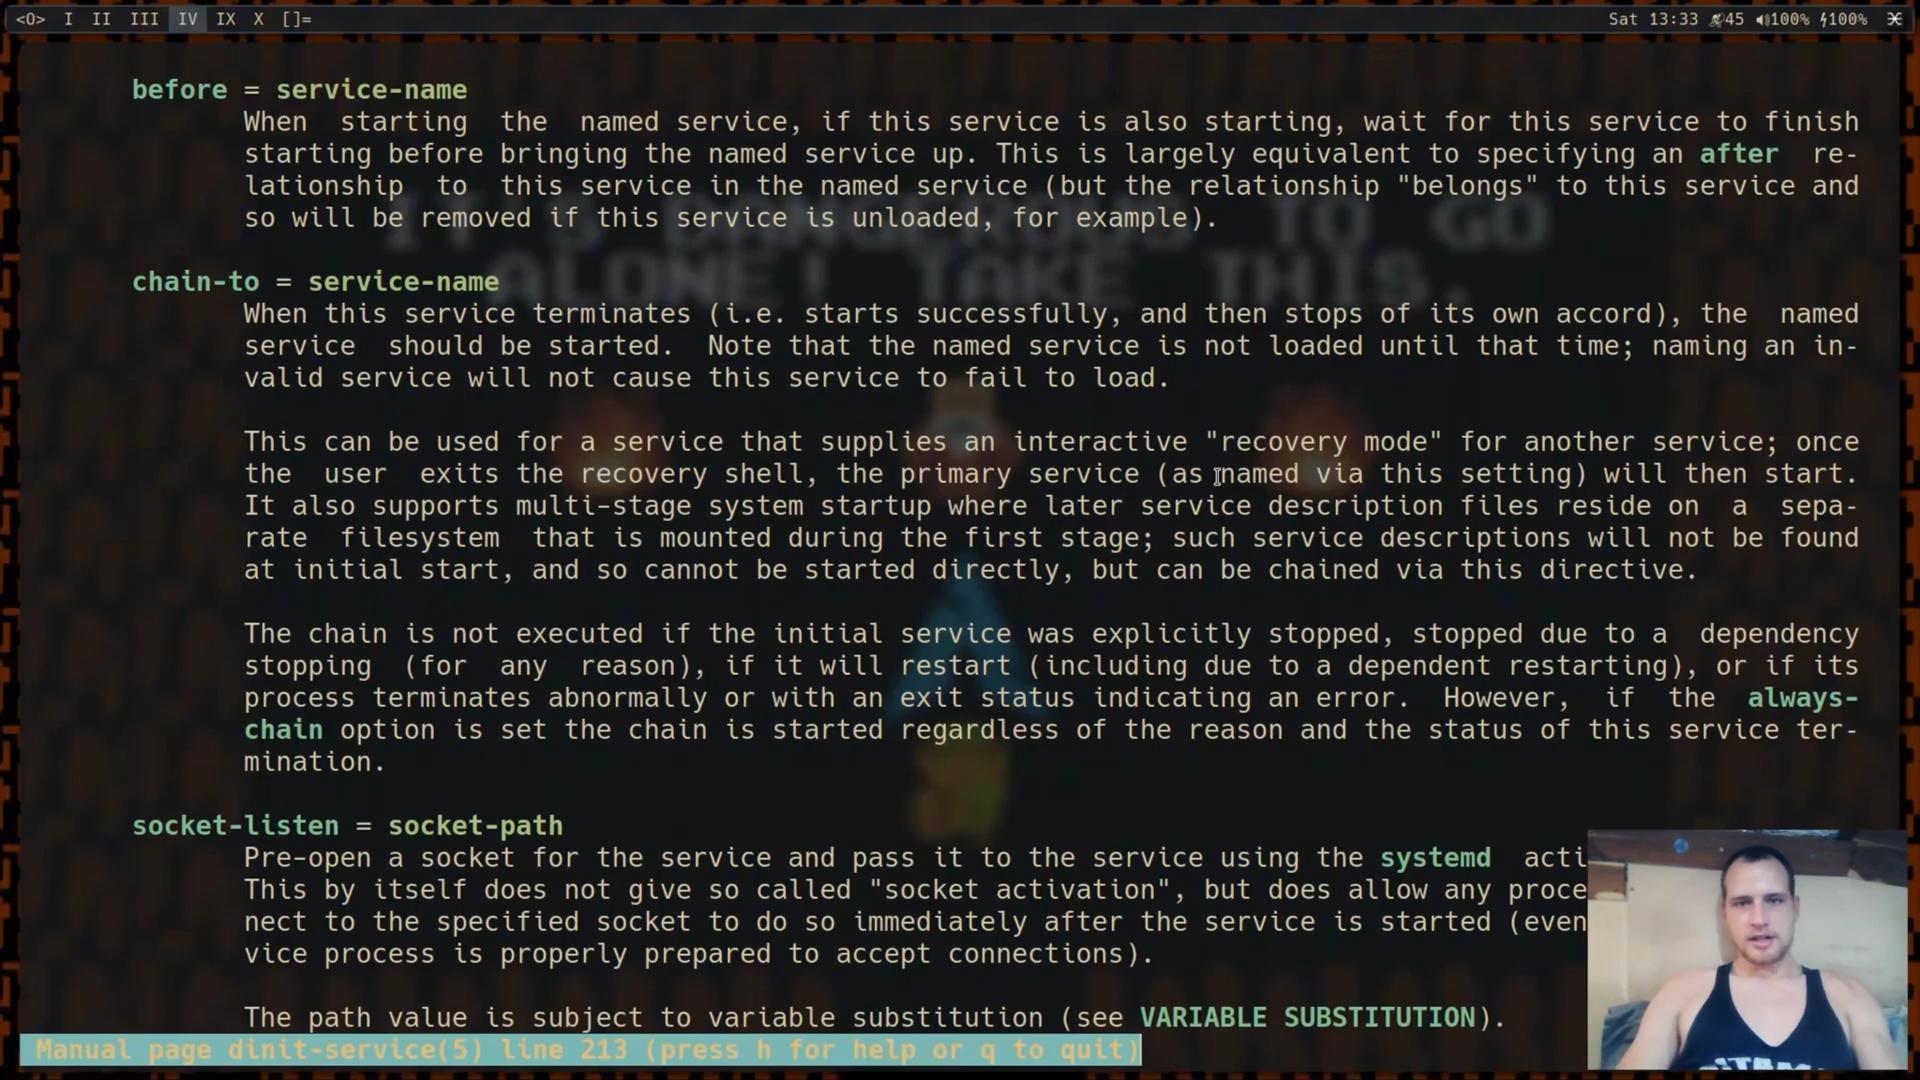 <O> I II III IV IX X []= Sat 13:33 45 100% 100%
before = service-name
When starting the named service, if this service is also starting, wait for this service to finish
starting before bringing the named service up. This is largely equivalent to specifying an after re-
lationship to this service in the named service (but the relationship "belongs" to this service and
so will be removed if this service is unloaded, for example).
IT'S DANGEROUS TO GO
ALONE! TAKE THIS.
chain-to = service-name
When this service terminates (i.e. starts successfully, and then stops of its own accord), the named
service should be started. Note that the named service is not loaded until that time; naming an in-
valid service will not cause this service to fail to load.
This can be used for a service that supplies an interactive "recovery mode" for another service; once
the user exits the recovery shell, the primary service (as named via this setting) will then start.
It also supports multi-stage system startup where later service description files reside on a sepa-
rate filesystem that is mounted during the first stage; such service descriptions will not be found
at initial start, and so cannot be started directly, but can be chained via this directive.
The chain is not executed if the initial service was explicitly stopped, stopped due to a dependency
stopping (for any reason), if it will restart (including due to a dependent restarting), or if its
process terminates abnormally or with an exit status indicating an error. However, if the always-
chain option is set the chain is started regardless of the reason and the status of this service ter-
mination.
socket-listen = socket-path
Pre-open a socket for the service and pass it to the service using the systemd acti
This by itself does not give so called "socket activation", but does allow any proce
nect to the specified socket to do so immediately after the service is started (even
vice process is properly prepared to accept connections).
The path value is subject to variable substitution (see VARIABLE SUBSTITUTION).
Manual page dinit-service(5) line 213 (press h for help or q to quit)